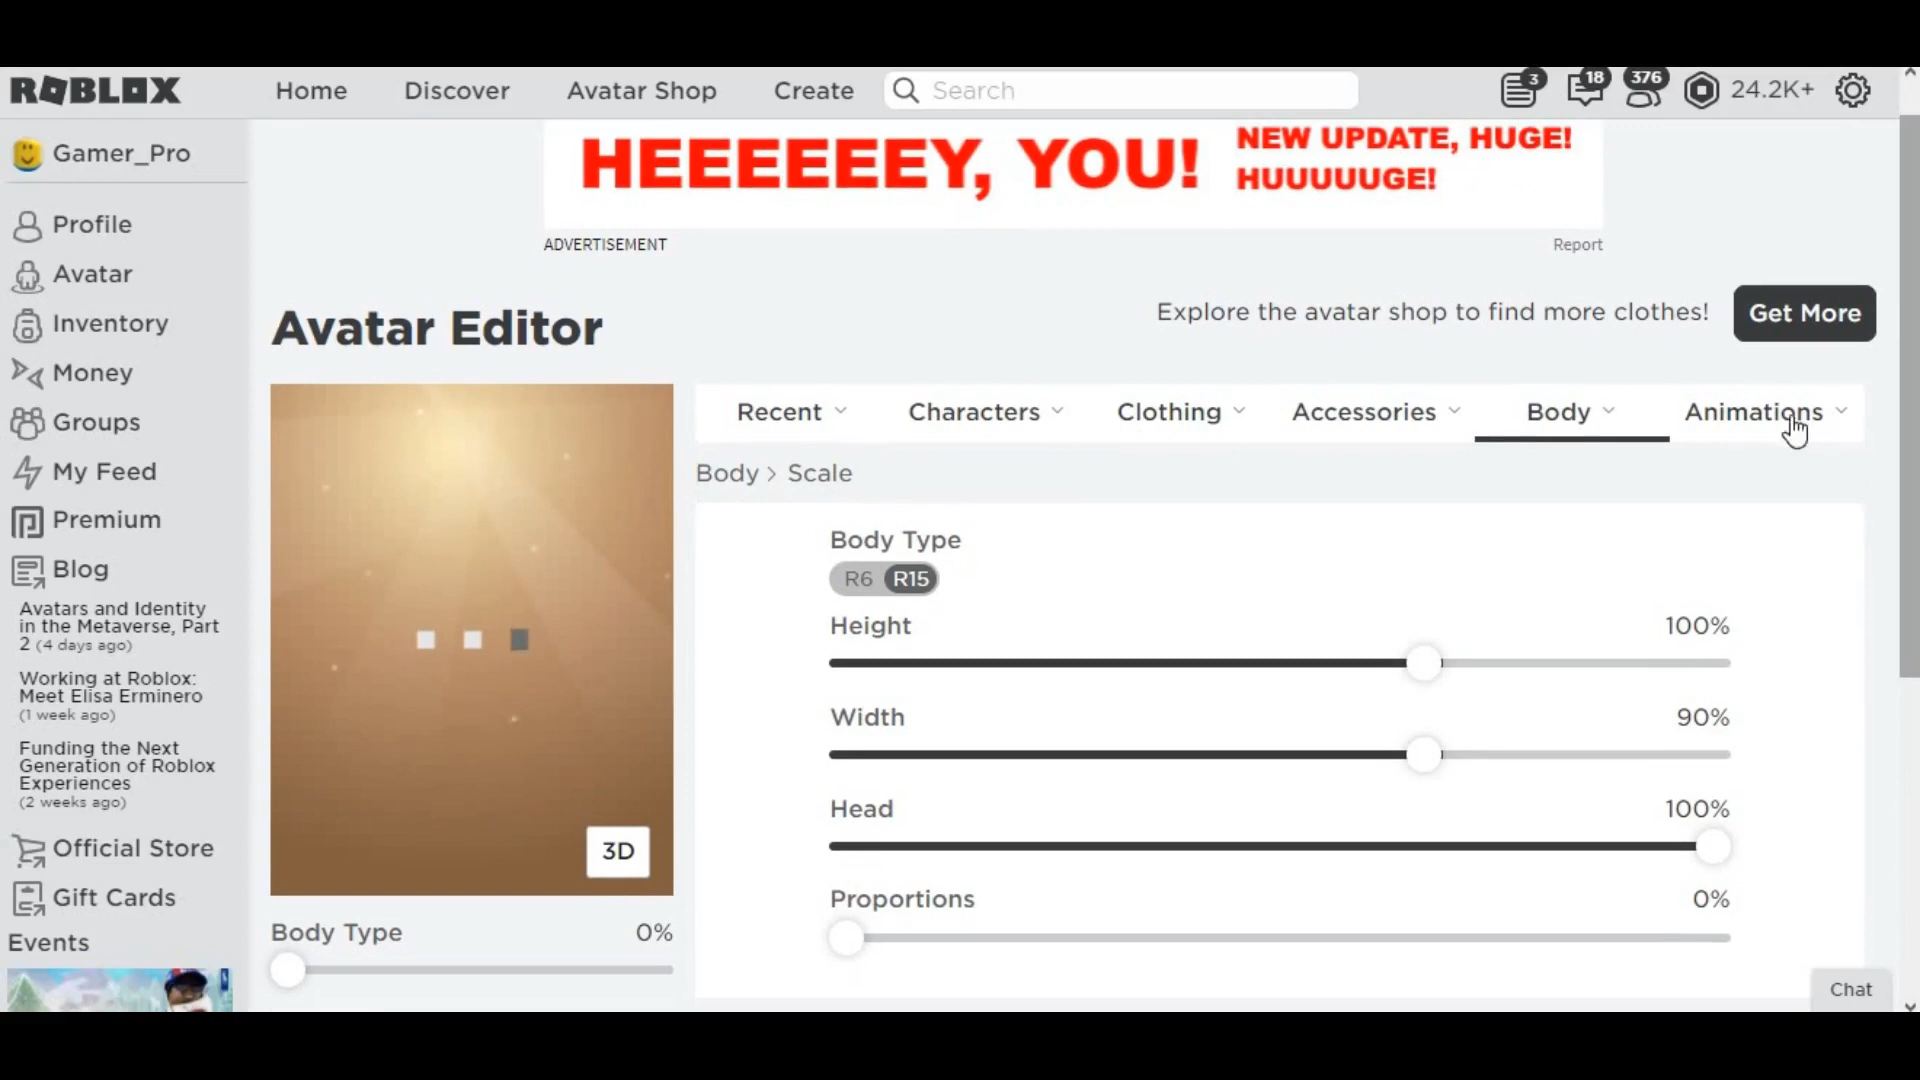 ROBLOX
Home
Discover
Avatar Shop
Create
Search
3
18
376
24.2K+
Gamer_Pro
Profile
Avatar
Inventory
Money
Groups
My Feed
Premium
Blog
Avatars and Identity
in the Metaverse, Part
2 (4 days ago)
Working at Roblox:
Meet Elisa Erminero
(1 week ago)
Funding the Next
Generation of Roblox
Experiences
(2 weeks ago)
Official Store
Gift Cards
Events
HEEEEEEY, YOU!
NEW UPDATE, HUGE!
HUUUUUGE!
ADVERTISEMENT
Report
Avatar Editor
Explore the avatar shop to find more clothes!
Get More
3D
Body Type
0%
Recent
Characters
Clothing
Accessories
Body
Animations
Body > Scale
Body Type
R6 R15
Height
100%
Width
90%
Head
100%
Proportions
0%
Chat